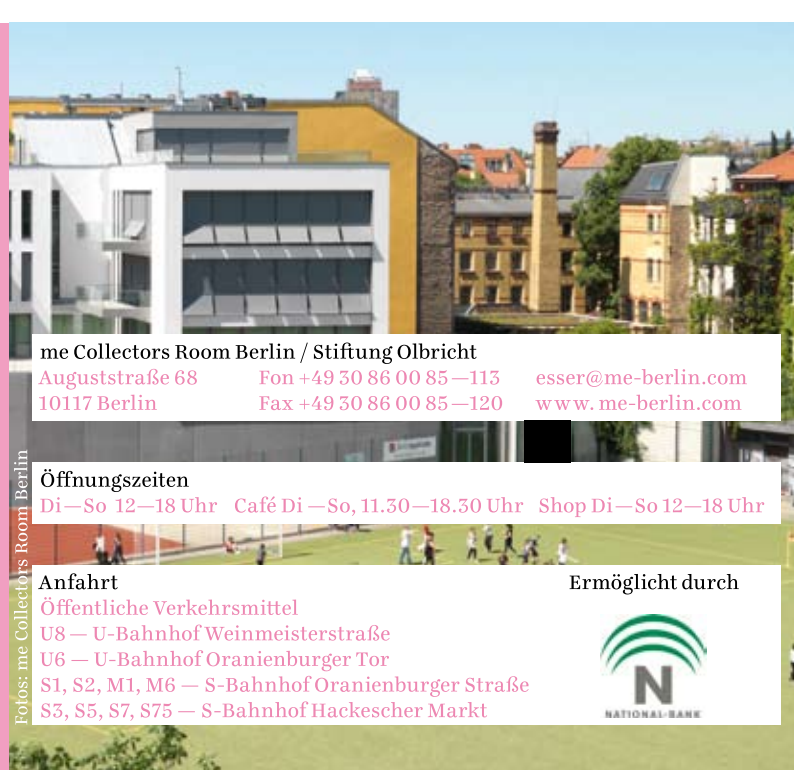 me Collectors Room Berlin / Stiftung Olbricht
Auguststraße 68 Fon +49 30 86 00 85—113 esser@me-berlin.com
10117 Berlin Fax +49 30 86 00 85—120 www. me-berlin.com
Öffnungszeiten
Di—So 12—18 Uhr Café Di —So, 11.30—18.30 Uhr Shop Di—So 12—18 Uhr
Anfahrt
Öffentliche Verkehrsmittel
U8 — U-Bahnhof Weinmeisterstraße
U6 — U-Bahnhof Oranienburger Tor
S1, S2, M1, M6 — S-Bahnhof Oranienburger Straße
S3, S5, S7, S75 — S-Bahnhof Hackescher Markt
Ermöglicht durch
N
NATIONAL-BANK
Fotos: me Collectors Room Berlin